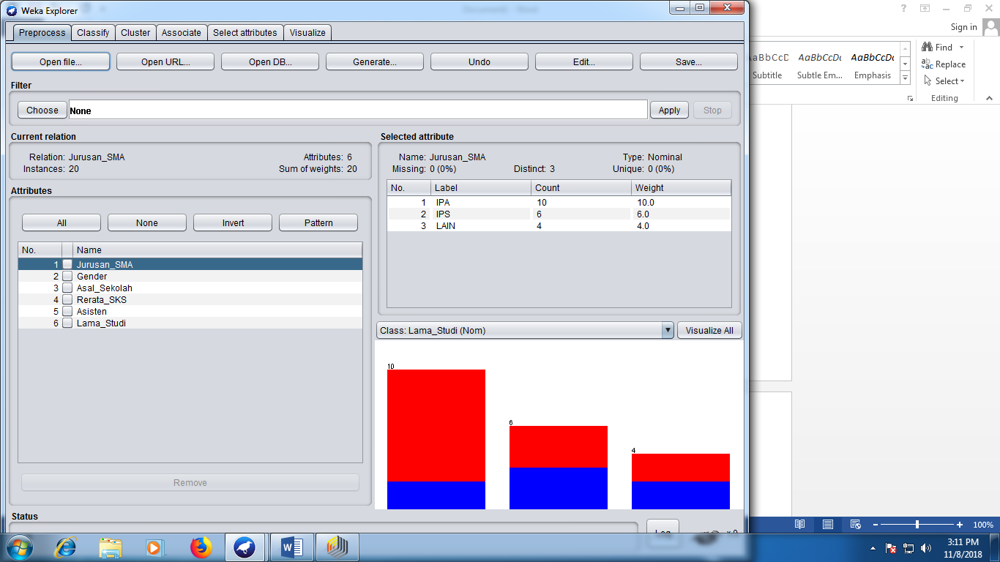 Weka Explorer
Preprocess Classify Cluster Associate Select attributes Visualize
Open file... Open URL... Open DB... Generate... Undo Edit... Save...
Filter
Choose None Apply Stop
Current relation
Relation: Jurusan_SMA Attributes: 6
Instances: 20 Sum of weights: 20
Attributes
All None Invert Pattern
No. Name
1 Jurusan_SMA
2 Gender
3 Asal_Sekolah
4 Rerata_SKS
5 Asisten
6 Lama_Studi
Remove
Status
Selected attribute
Name: Jurusan_SMA Type: Nominal
Missing: 0 (0%) Distinct: 3 Unique: 0 (0%)
No. Label Count Weight
1 IPA 10 10.0
2 IPS 6 6.0
3 LAIN 4 4.0
Class: Lama_Studi (Nom) Visualize All
10
6
4
Log x 0
Sign in
AaBbCcDc AaBbCcDc
Subtitle Subtle Em... Emphasis
Find
Replace
Select
Editing
100%
3:11 PM
11/8/2018